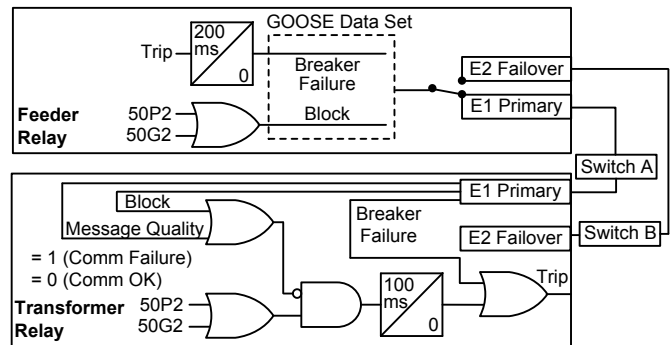 GOOSE Data Set
200
ms
0
Trip
Breaker
Failure
E2 Failover
Feeder
Relay
50P2
50G2
Block
E1 Primary
Switch A
E1 Primary
Block
Message Quality
Breaker
Failure
E2 Failover
Switch B
= 1 (Comm Failure)
= 0 (Comm OK)
Trip
Transformer
Relay
50P2
50G2
100
ms
0